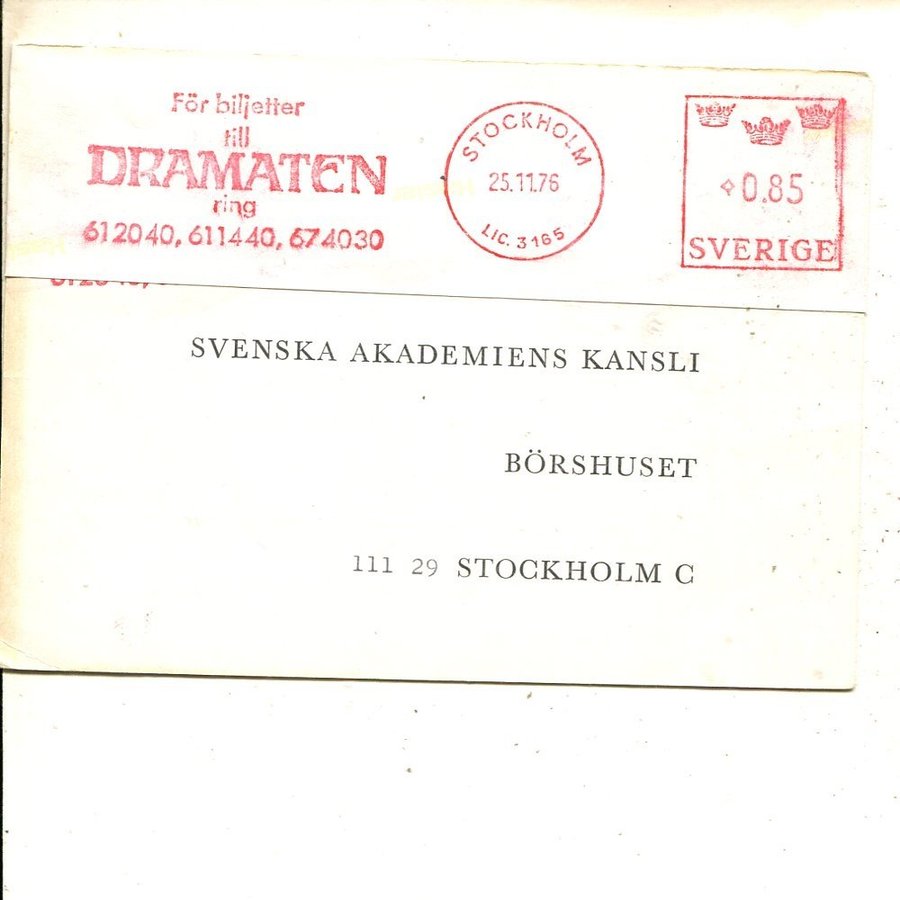 För biljetter
till
DRAMATEN
ring
612040, 611440, 674030
STOCKHOLM
25.11.76
LIC. 3165
0.85
SVERIGE
SVENSKA AKADEMIENS KANSLI
BÖRSHUSET
111 29 STOCKHOLM C